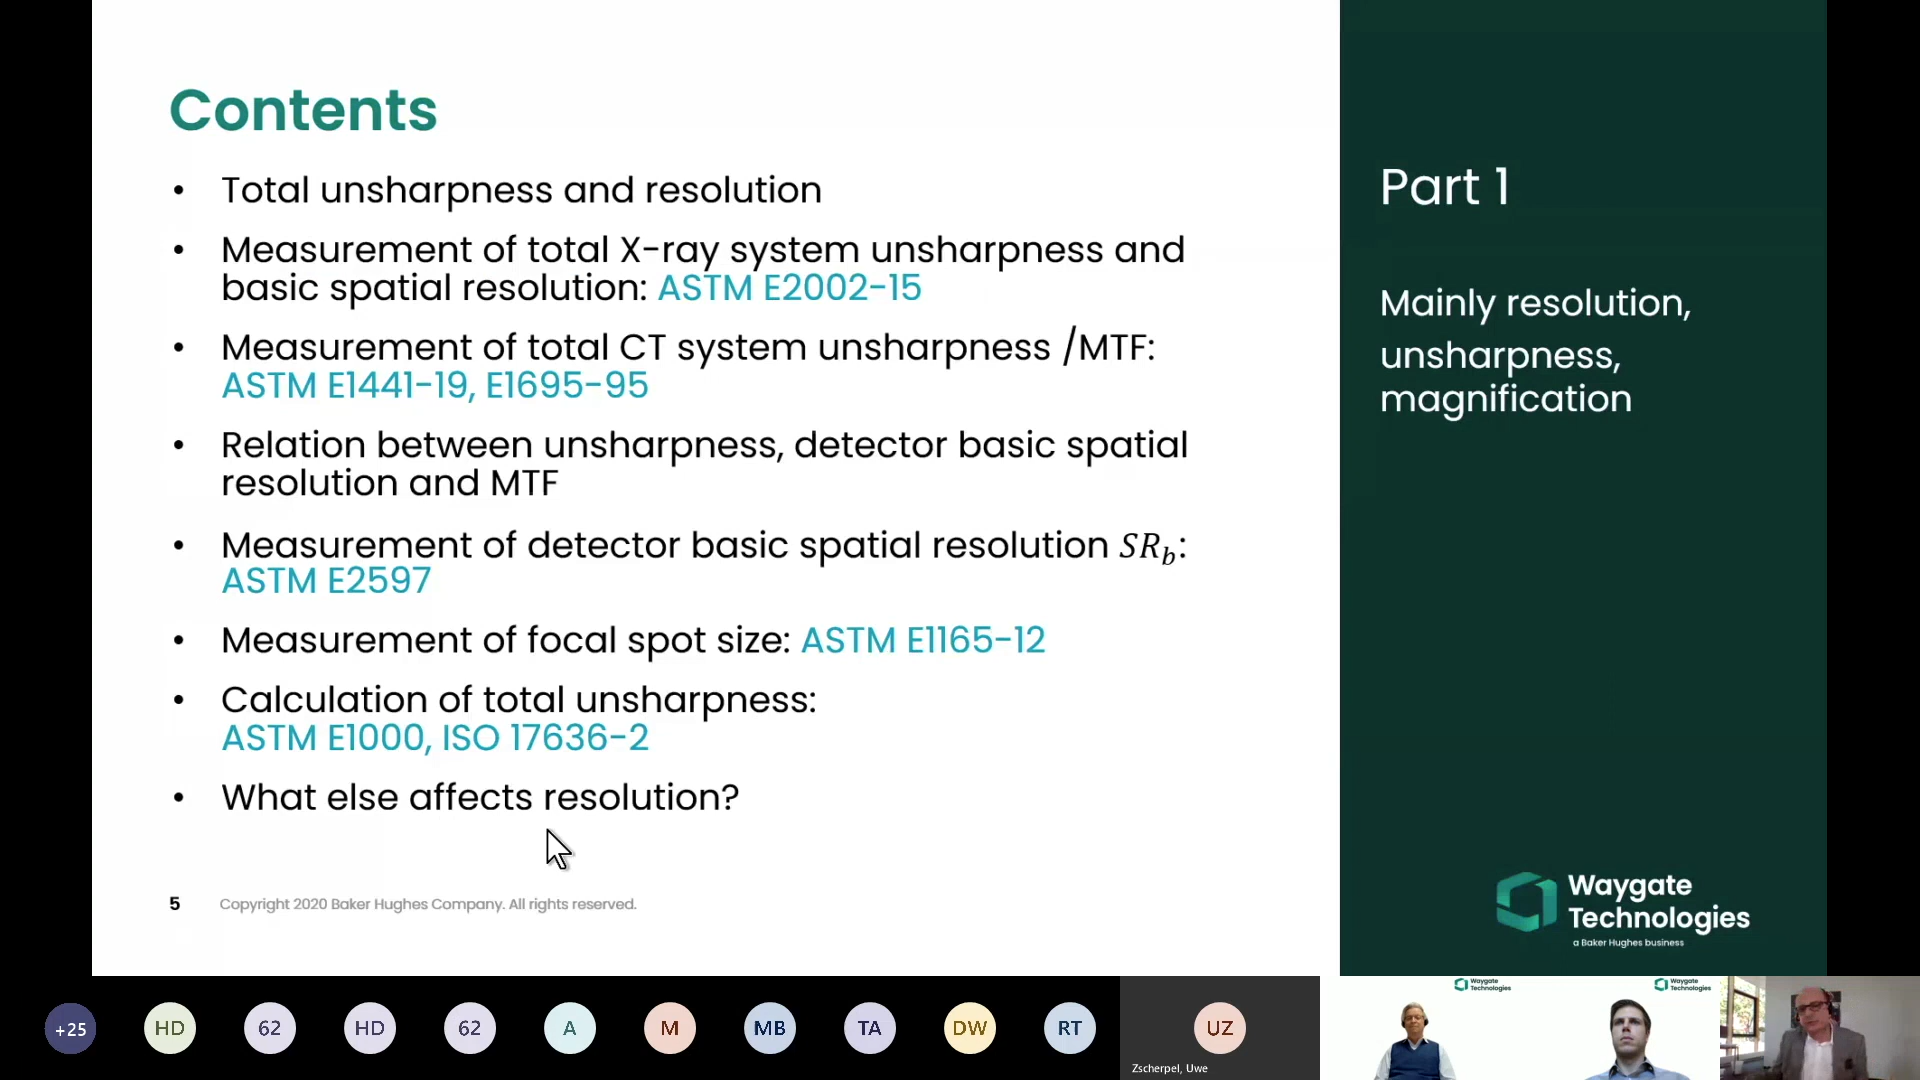 Contents
• Total unsharpness and resolution
• Measurement of total X-ray system unsharpness and
basic spatial resolution: ASTM E2002-15
• Measurement of total CT system unsharpness /MTF:
ASTM E1441-19, E1695-95
• Relation between unsharpness, detector basic spatial
resolution and MTF
• Measurement of detector basic spatial resolution SR_b:
ASTM E2597
• Measurement of focal spot size: ASTM E1165-12
• Calculation of total unsharpness:
ASTM E1000, ISO 17636-2
• What else affects resolution?
5 Copyright 2020 Baker Hughes Company. All rights reserved.
Part 1
Mainly resolution,
unsharpness,
magnification
Waygate
Technologies
a Baker Hughes business
+25 HD 62 HD 62 A M MB TA DW RT UZ
Zscherpel, Uwe
Waygate
Technologies
Waygate
Technologies